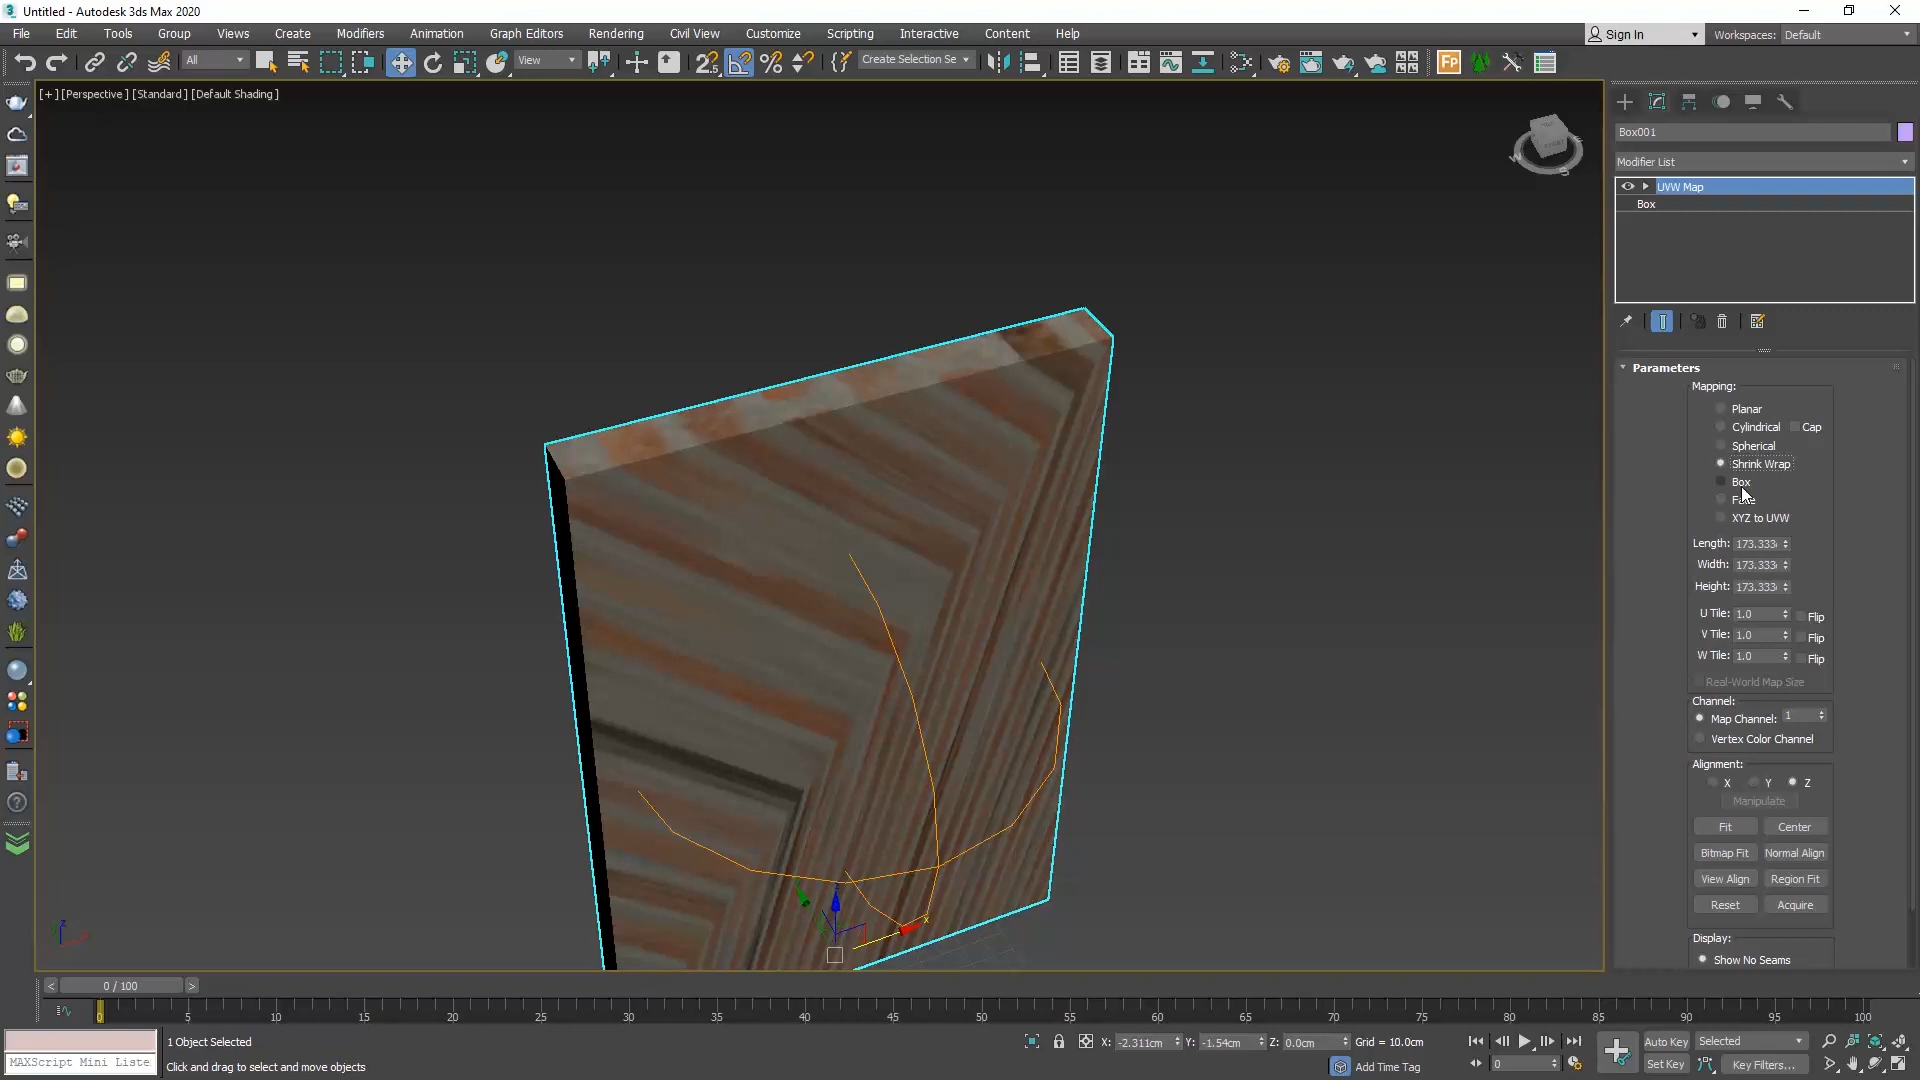 Untitled - Autodesk 3ds Max 2020
File Edit Tools Group Views Create Modifiers Animation Graph Editors Rendering Civil View Customize Scripting Interactive Content Help
Sign In Workspaces: Default
All View Create Selection Se
[+] [Perspective] [Standard] [Default Shading]
Box001
Modifier List
UVW Map
Box
Parameters
Mapping:
Planar
Cylindrical Cap
Spherical
Shrink Wrap
Box
XYZ to UVW
Length: 173.333
Width: 173.333
Height: 173.333
U Tile: 1.0 Flip
V Tile: 1.0 Flip
W Tile: 1.0 Flip
Real-World Map Size
Channel:
Map Channel: 1
Vertex Color Channel
Alignment:
X Y Z
Manipulate
Fit Center
Bitmap Fit Normal Align
View Align Region Fit
Reset Acquire
Display:
Show No Seams
< 0 / 100 >
0 5 10 15 20 25 30 35 40 45 50 55 60 65 70 75 80 85 90 95 100
1 Object Selected X: -2.311cm Y: -1.54cm Z: 0.0cm Grid = 10.0cm Auto Key Selected
MAXScript Mini Liste Click and drag to select and move objects Add Time Tag 0 Set Key Key Filters...